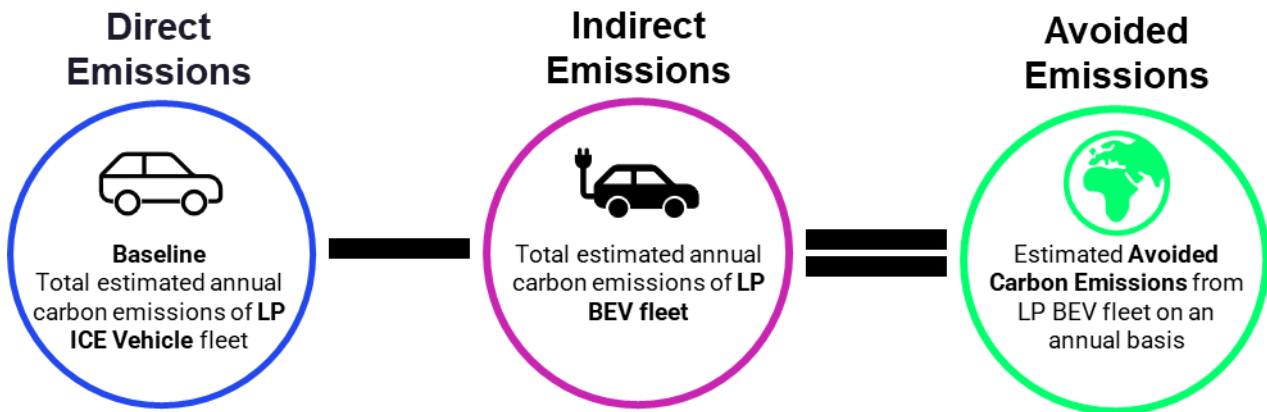 Direct
Emissions
Baseline
Total estimated annual
carbon emissions of LP
ICE Vehicle fleet
Indirect
Emissions
Total estimated annual
carbon emissions of LP
BEV fleet
Avoided
Emissions
Estimated Avoided
Carbon Emissions from
LP BEV fleet on an
annual basis